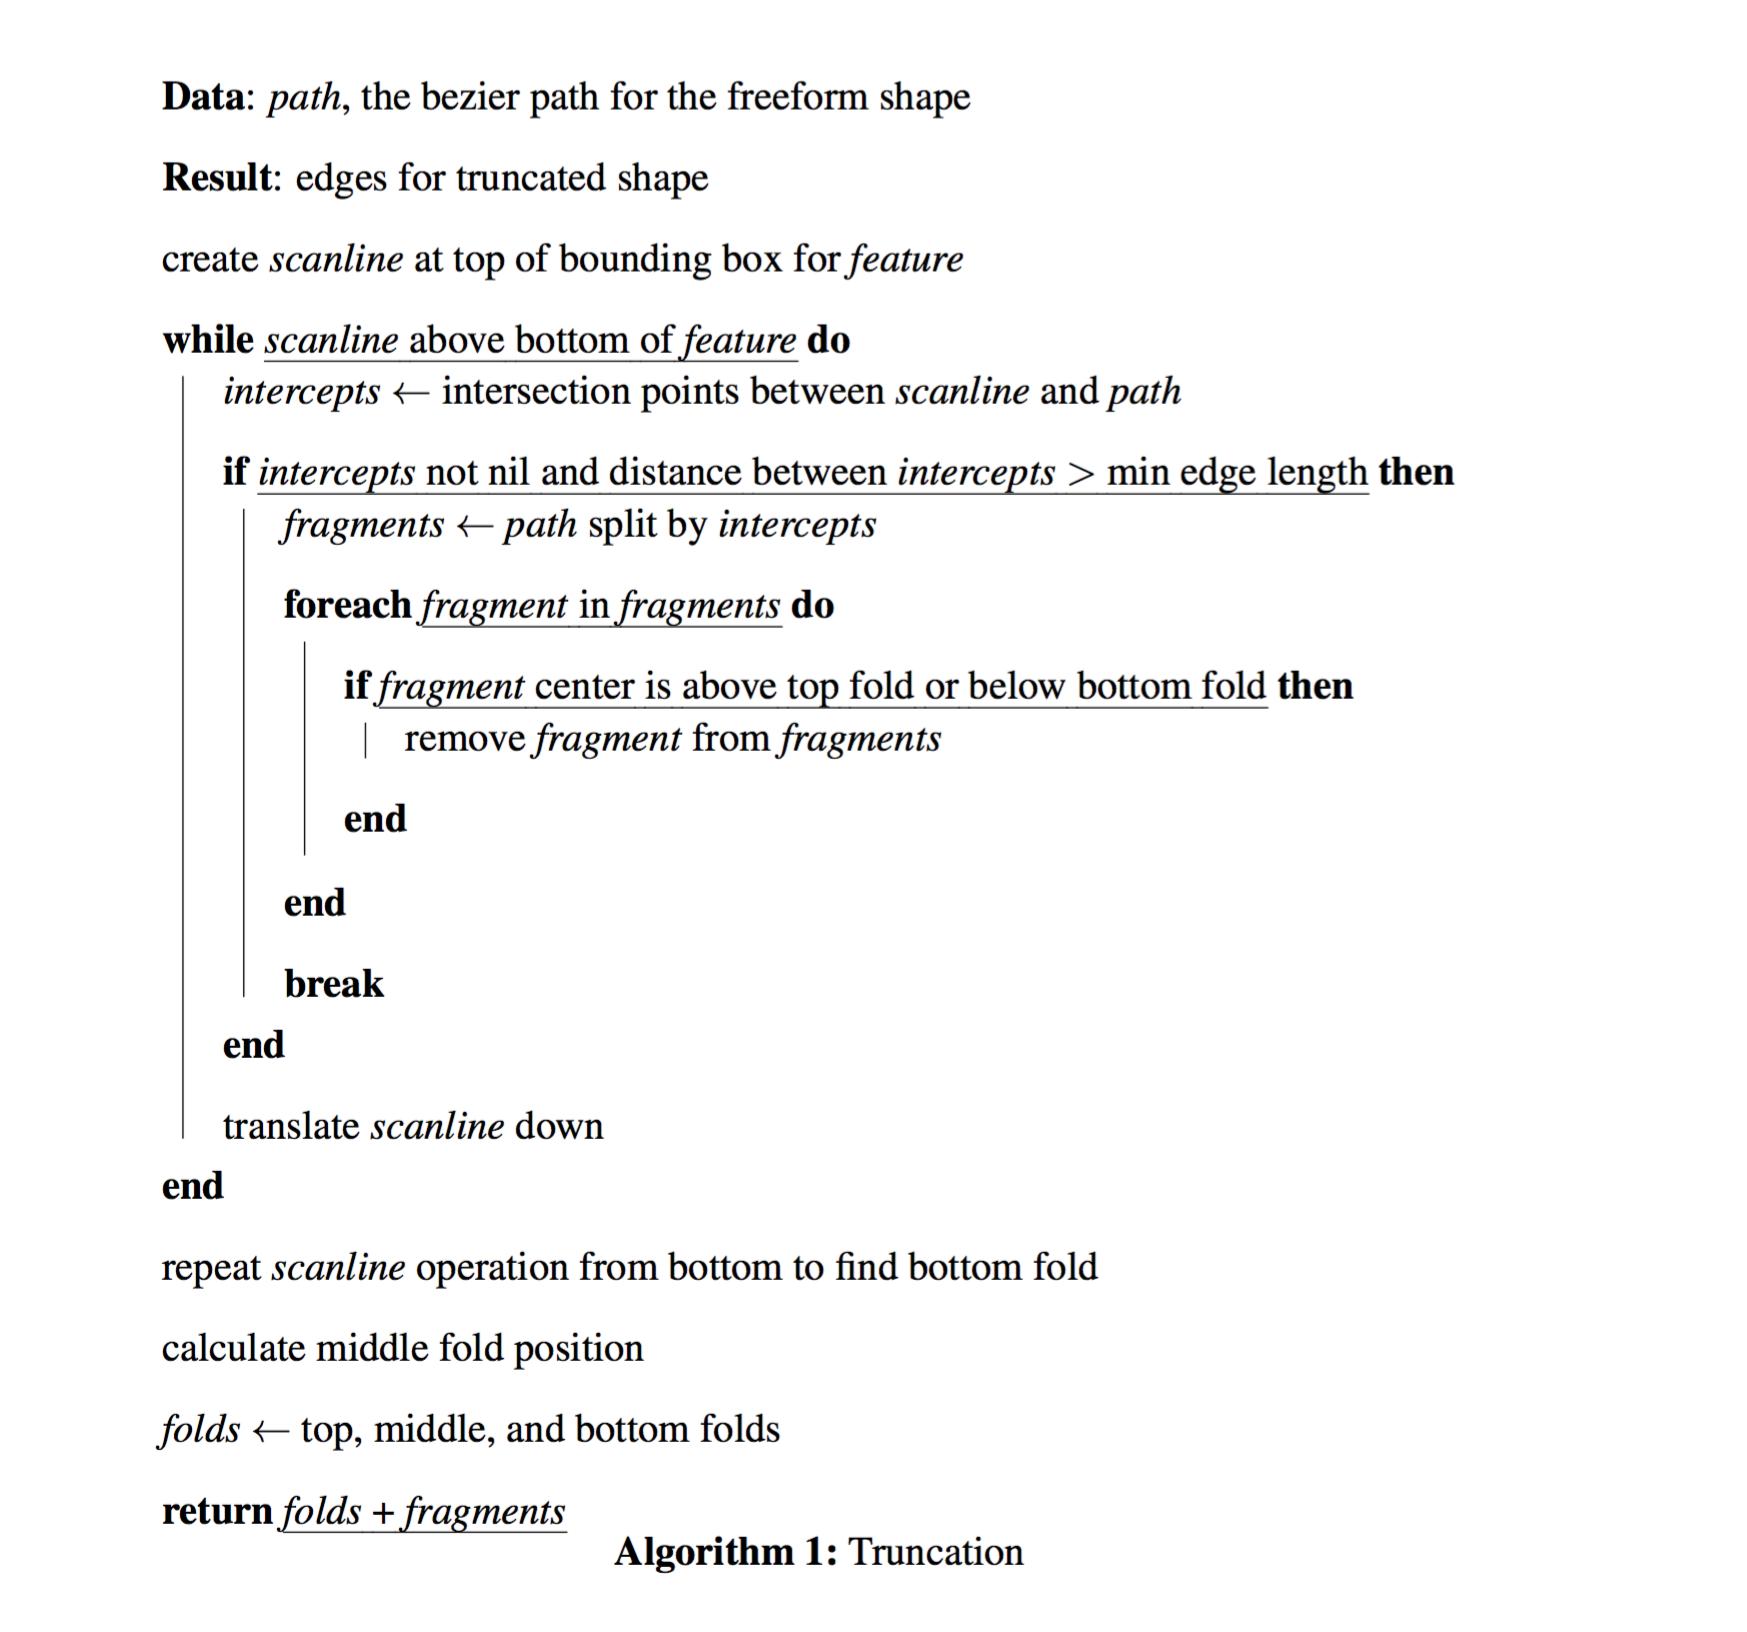 Data: path, the bezier path for the freeform shape
Result: edges for truncated shape
create scanline at top of bounding box for feature
while scanline above bottom of feature do
intercepts ← intersection points between scanline and path
if intercepts not nil and distance between intercepts > min edge length then
fragments ← path split by intercepts
foreach fragment in fragments do
if fragment center is above top fold or below bottom fold then
remove fragment from fragments
end
end
break
end
translate scanline down
end
repeat scanline operation from bottom to find bottom fold
calculate middle fold position
folds ← top, middle, and bottom folds
return folds + fragments
Algorithm 1: Truncation